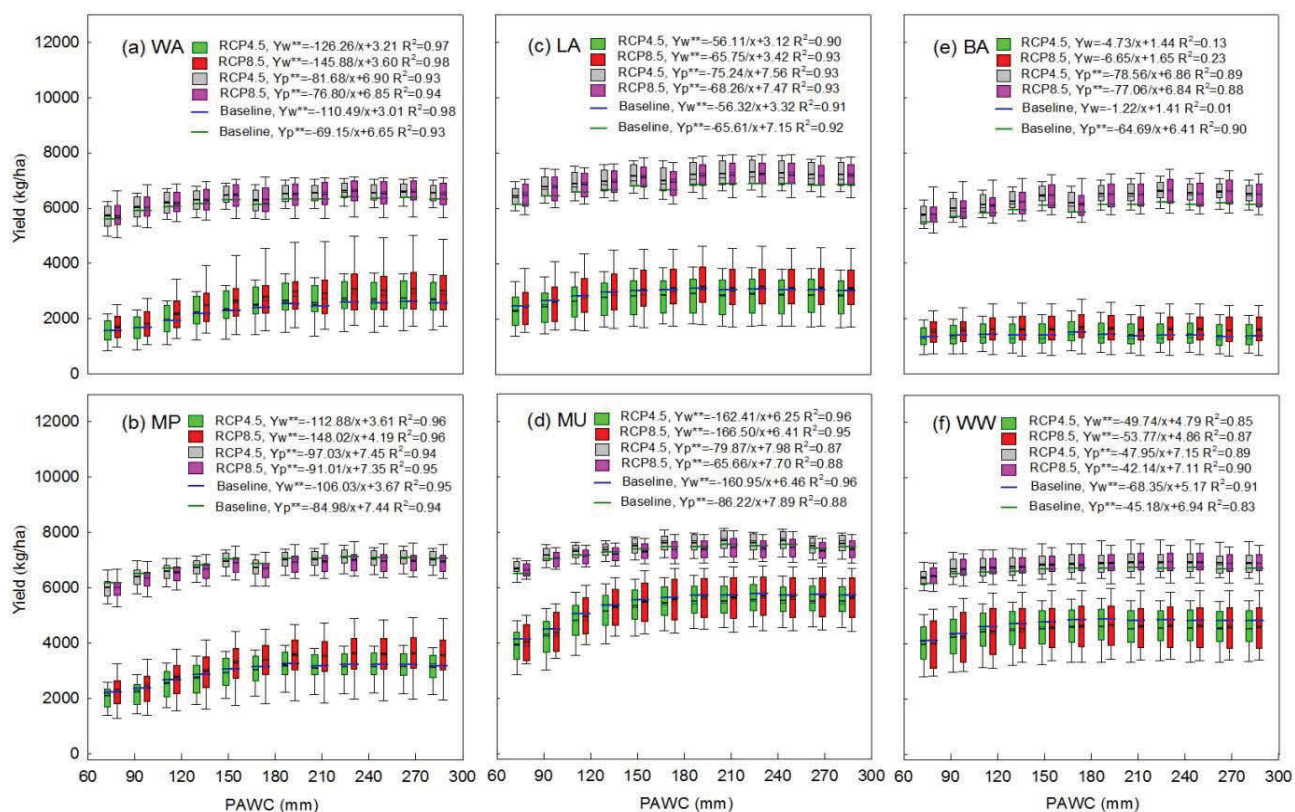 (a) WA
RCP4.5, Yw**=-126.26/x+3.21 R²=0.97
RCP8.5, Yw**=-145.88/x+3.60 R²=0.98
RCP4.5, Yp**=-81.68/x+6.90 R²=0.93
RCP8.5, Yp**=-76.80/x+6.85 R²=0.94
Baseline, Yw**=-110.49/x+3.01 R²=0.98
Baseline, Yp**=-69.15/x+6.65 R²=0.93
12000
10000
8000
6000
4000
2000
0
Yield (kg/ha)
(c) LA
RCP4.5, Yw**=-56.11/x+3.12 R²=0.90
RCP8.5, Yw**=-65.75/x+3.42 R²=0.93
RCP4.5, Yp**=-75.24/x+7.56 R²=0.93
RCP8.5, Yp**=-68.26/x+7.47 R²=0.93
Baseline, Yw**=-56.32/x+3.32 R²=0.91
Baseline, Yp**=-65.61/x+7.15 R²=0.92
(e) BA
RCP4.5, Yw=-4.73/x+1.44 R²=0.13
RCP8.5, Yw=-6.65/x+1.65 R²=0.23
RCP4.5, Yp**=-78.56/x+6.86 R²=0.89
RCP8.5, Yp**=-77.06/x+6.84 R²=0.88
Baseline, Yw=-1.22/x+1.41 R²=0.01
Baseline, Yp**=-64.69/x+6.41 R²=0.90
(b) MP
RCP4.5, Yw**=-112.88/x+3.61 R²=0.96
RCP8.5, Yw**=-148.02/x+4.19 R²=0.96
RCP4.5, Yp**=-97.03/x+7.45 R²=0.94
RCP8.5, Yp**=-91.01/x+7.35 R²=0.95
Baseline, Yw**=-106.03/x+3.67 R²=0.95
Baseline, Yp**=-84.98/x+7.44 R²=0.94
12000
10000
8000
6000
4000
2000
0
Yield (kg/ha)
60 90 120 150 180 210 240 270 300
PAWC (mm)
(d) MU
RCP4.5, Yw**=-162.41/x+6.25 R²=0.96
RCP8.5, Yw**=-166.50/x+6.41 R²=0.95
RCP4.5, Yp**=-79.87/x+7.98 R²=0.87
RCP8.5, Yp**=-65.66/x+7.70 R²=0.88
Baseline, Yw**=-160.95/x+6.46 R²=0.96
Baseline, Yp**=-86.22/x+7.89 R²=0.88
60 90 120 150 180 210 240 270 300
PAWC (mm)
(f) WW
RCP4.5, Yw**=-49.74/x+4.79 R²=0.85
RCP8.5, Yw**=-53.77/x+4.86 R²=0.87
RCP4.5, Yp**=-47.95/x+7.15 R²=0.89
RCP8.5, Yp**=-42.14/x+7.11 R²=0.90
Baseline, Yw**=-68.35/x+5.17 R²=0.91
Baseline, Yp**=-45.18/x+6.94 R²=0.83
60 90 120 150 180 210 240 270 300
PAWC (mm)